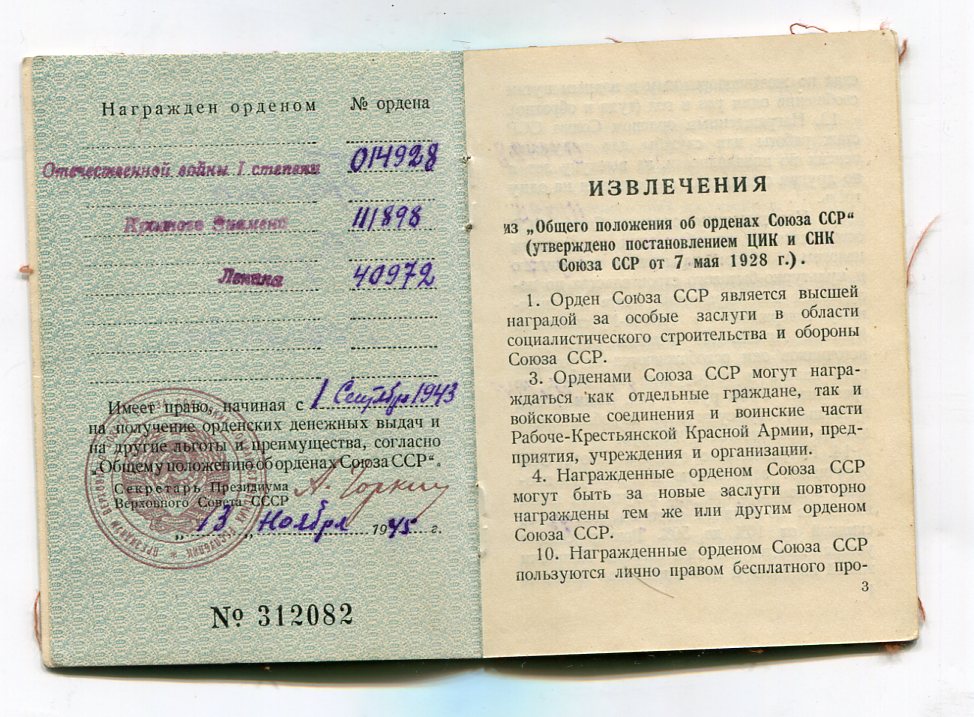 Награжден орденом № ордена
Отечественной войны I степени 014928
Красного Знамени 111898
Ленина 40972
Имеет право, начиная с 1 Сентября 1943
на получение орденских денежных выдач и
на другие льготы и преимущества, согласно
„Общему положению об орденах Союза ССР“.
Секретарь Президиума
Верховного Совета СССР А. Горкин
„13„ Ноября 1945 г.
№ 312082
ИЗВЛЕЧЕНИЯ
из „Общего положения об орденах Союза ССР“
(утверждено постановлением ЦИК и СНК
Союза ССР от 7 мая 1928 г.).
1. Орден Союза ССР является высшей
наградой за особые заслуги в области
социалистического строительства и обороны
Союза ССР.
3. Орденами Союза ССР могут награ-
ждаться как отдельные граждане, так и
войсковые соединения и воинские части
Рабоче-Крестьянской Красной Армии, пред-
приятия, учреждения и организации.
4. Награжденные орденом Союза ССР
могут быть за новые заслуги повторно
награждены тем же или другим орденом
Союза ССР.
10. Награжденные орденом Союза ССР
пользуются лично правом бесплатного про-
3